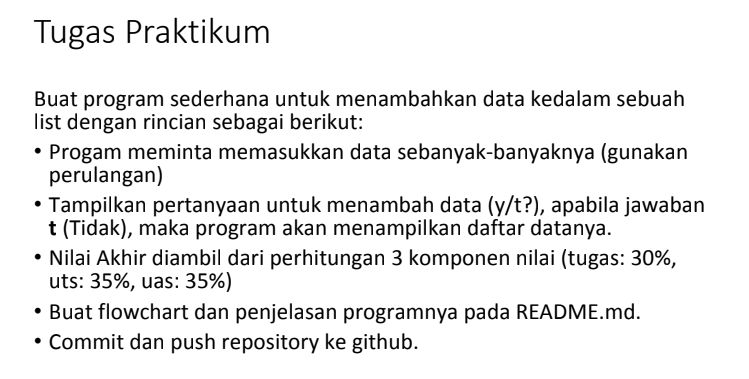 Tugas Praktikum
Buat program sederhana untuk menambahkan data kedalam sebuah
list dengan rincian sebagai berikut:
• Progam meminta memasukkan data sebanyak-banyaknya (gunakan
perulangan)
• Tampilkan pertanyaan untuk menambah data (y/t?), apabila jawaban
t (Tidak), maka program akan menampilkan daftar datanya.
• Nilai Akhir diambil dari perhitungan 3 komponen nilai (tugas: 30%,
uts: 35%, uas: 35%)
• Buat flowchart dan penjelasan programnya pada README.md.
• Commit dan push repository ke github.